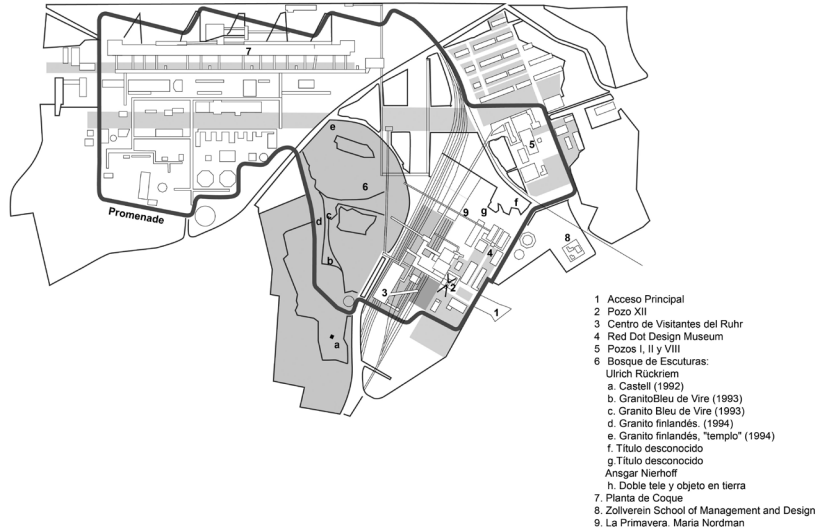 7
e
5
6
Promenade
d
c
9
g
f
4
8
b
3
2
1
a
1 Acceso Principal
2 Pozo XII
3 Centro de Visitantes del Ruhr
4 Red Dot Design Museum
5 Pozos I, II y VIII
6 Bosque de Escuturas:
Ulrich Rückriem
a. Castell (1992)
b. GranitoBleu de Vire (1993)
c. Granito Bleu de Vire (1993)
d. Granito finlandés. (1994)
e. Granito finlandés, "templo" (1994)
f. Título desconocido
g.Título desconocido
Ansgar Nierhoff
h. Doble tele y objeto en tierra
7. Planta de Coque
8. Zollverein School of Management and Design
9. La Primavera. Maria Nordman